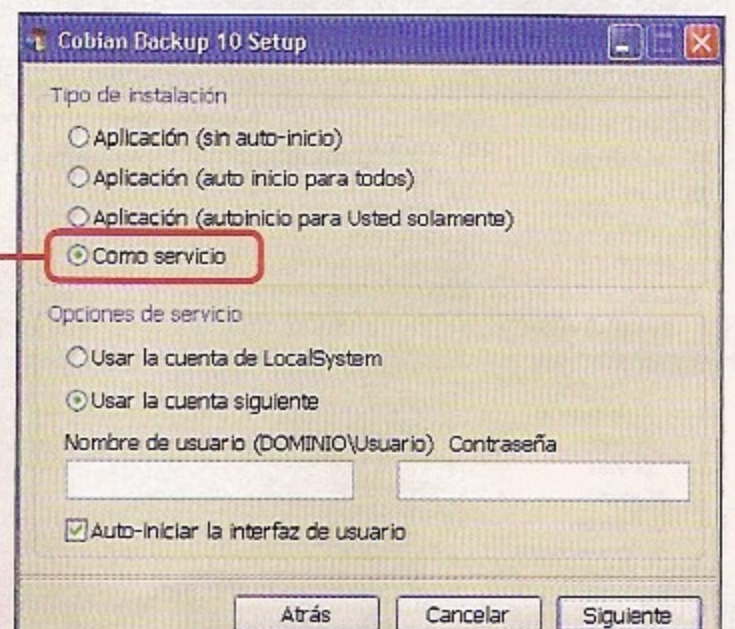 Cobian Backup 10 Setup
Tipo de instalación
Aplicación (sin auto-inicio)
Aplicación (auto inicio para todos)
Aplicación (autoinicio para Usted solamente)
Como servicio
Opciones de servicio
Usar la cuenta de LocalSystem
Usar la cuenta siguiente
Nombre de usuario (DOMINIO\Usuario) Contraseña
Auto-iniciar la interfaz de usuario
Atrás Cancelar Siguiente